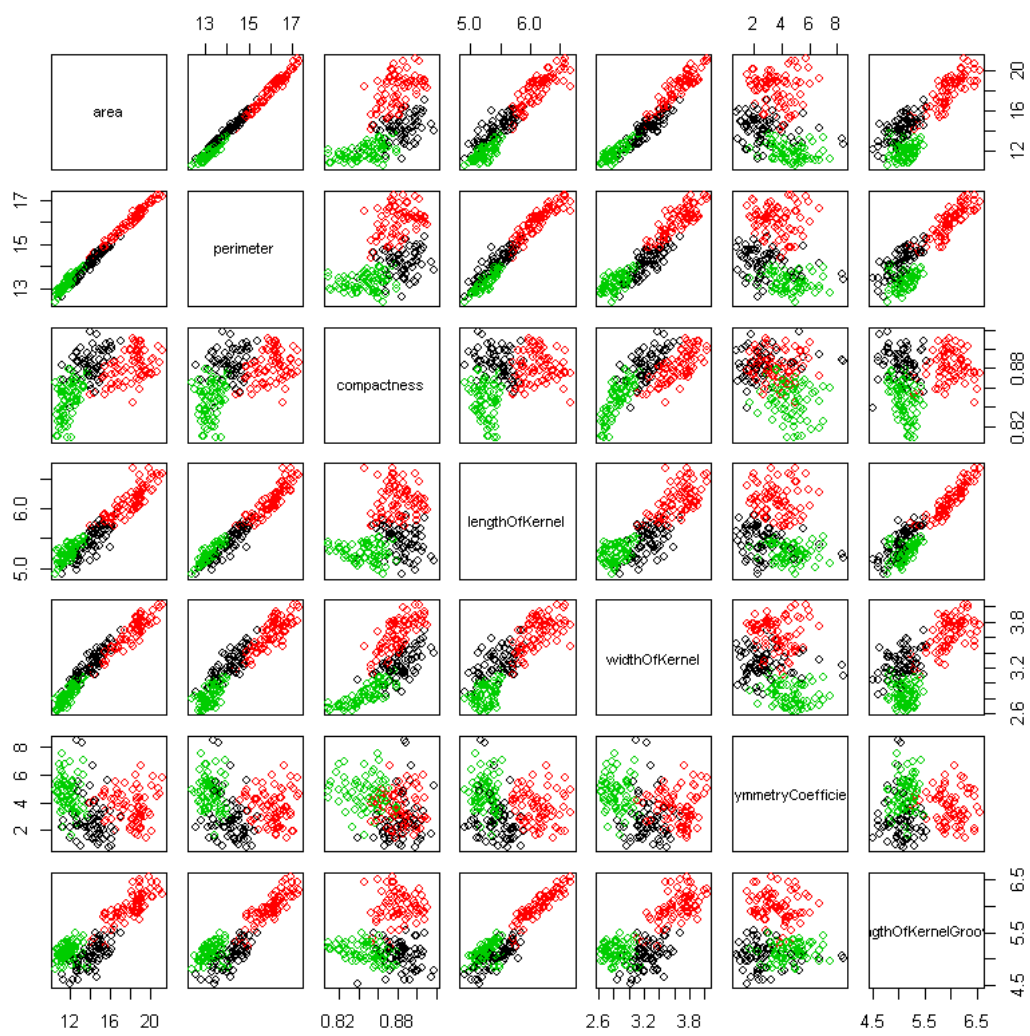 13 15 17
5.0 6.0
2 4 6 8
area
12 16 20
13 15 17
perimeter
compactness
0.82 0.88
5.0 6.0
lengthOfKernel
widthOfKernel
2.6 3.2 3.8
2 4 6 8
ymmetryCoefficie
ngthOfKernelGroov
4.5 5.5 6.5
12 16 20
0.82 0.88
2.6 3.2 3.8
4.5 5.5 6.5